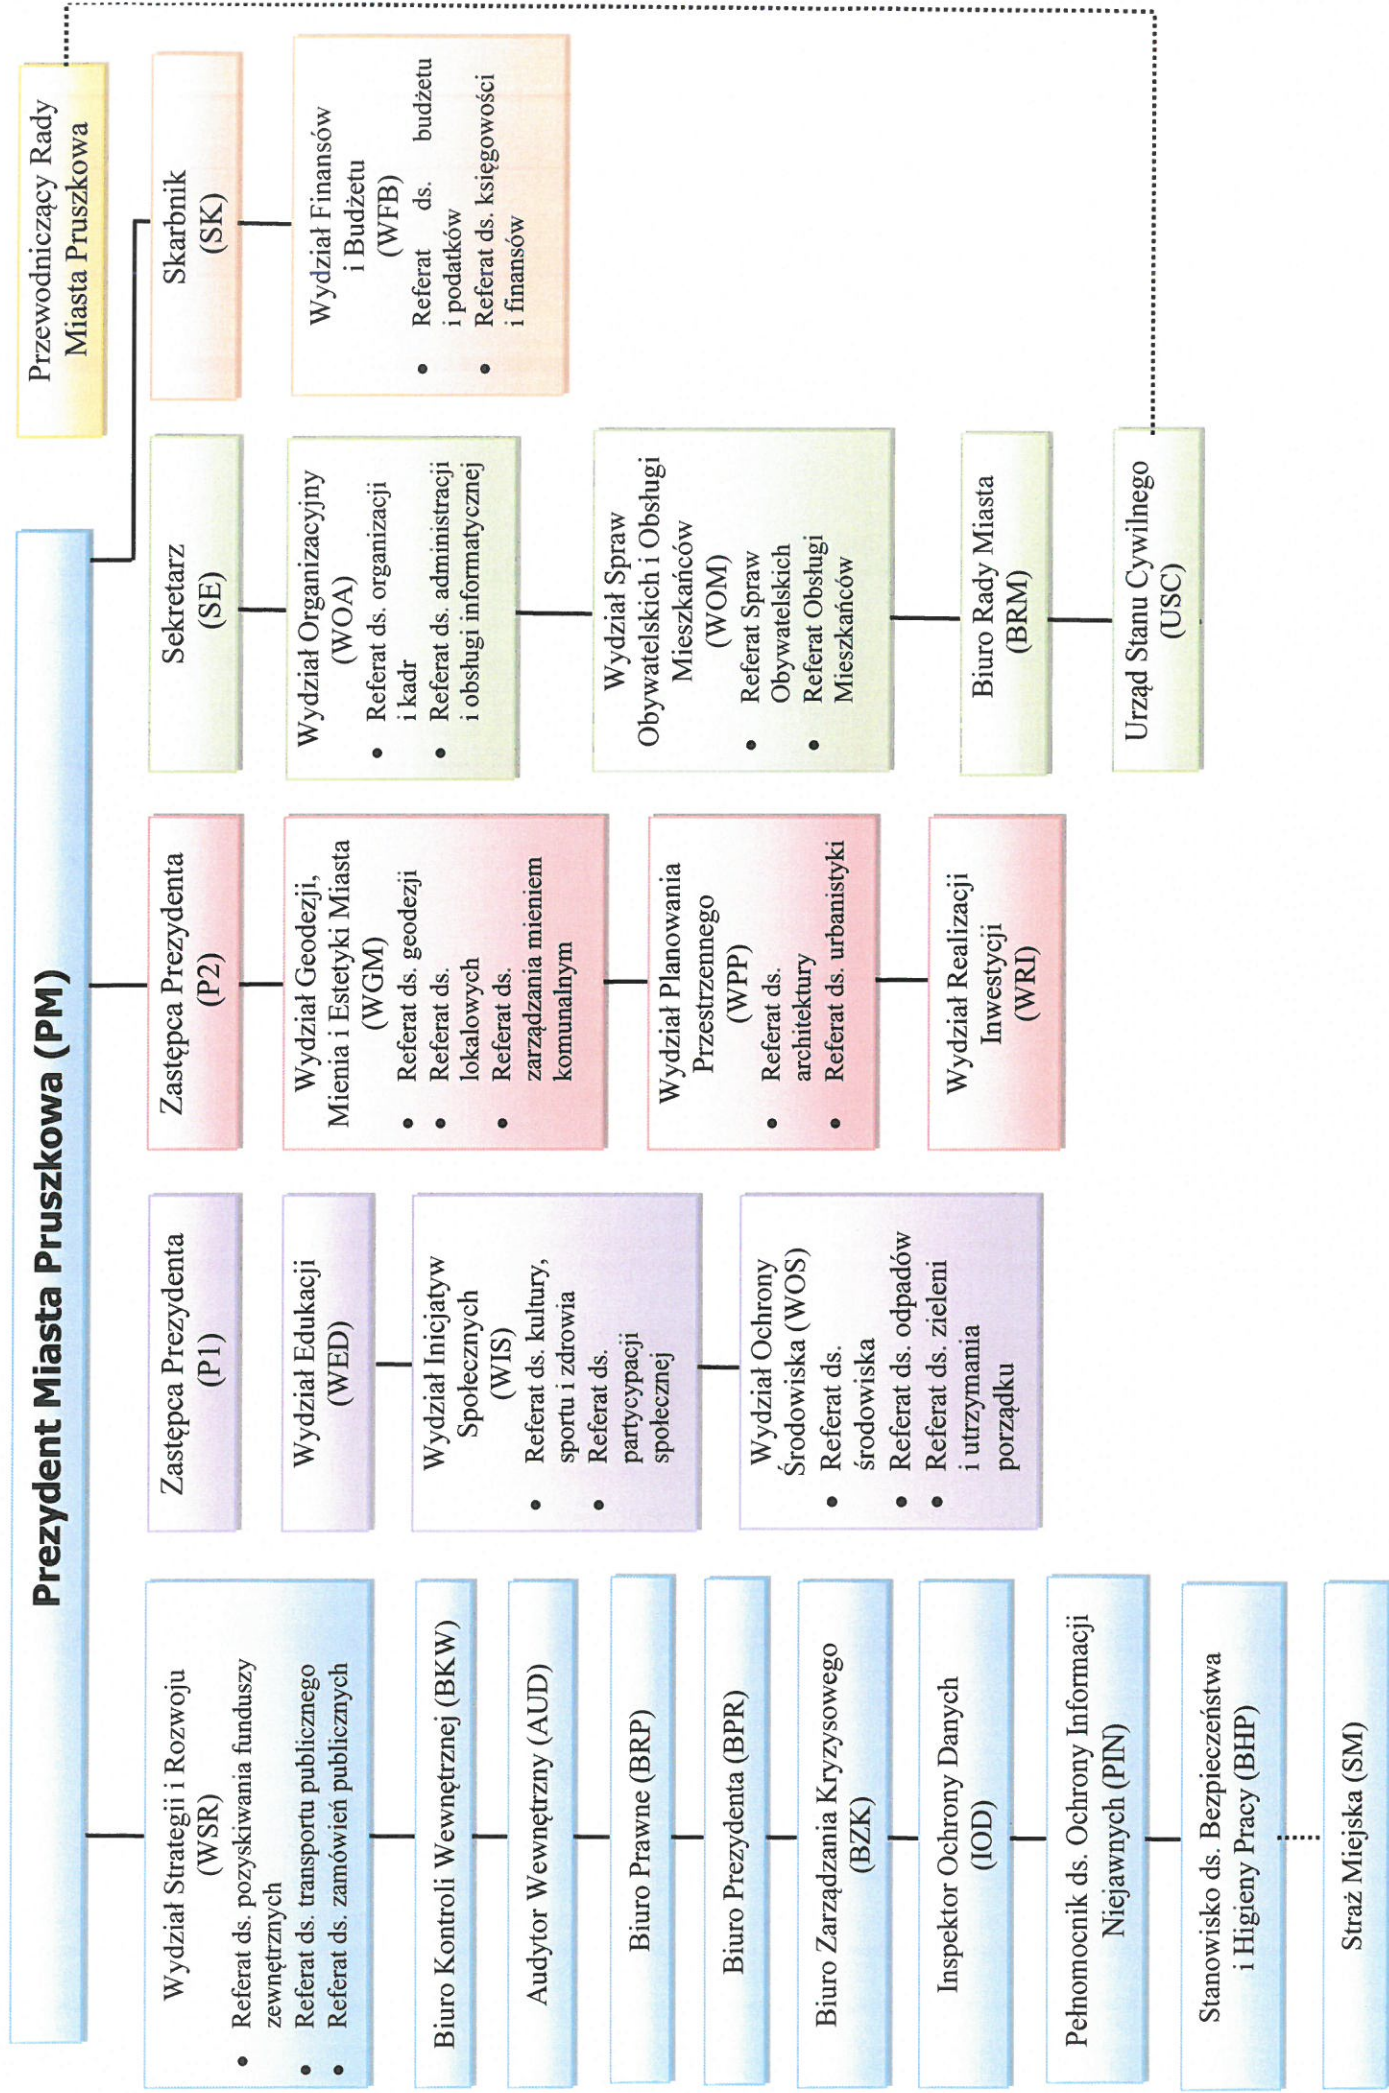 Przewodniczący Rady
Miasta Pruszkowa
Prezydent Miasta Pruszkowa (PM)
Wydział Strategii i Rozwoju
(WSR)
• Referat ds. pozyskiwania funduszy
zewnętrznych
• Referat ds. transportu publicznego
• Referat ds. zamówień publicznych
Biuro Kontroli Wewnętrznej (BKW)
Audytor Wewnętrzny (AUD)
Biuro Prawne (BRP)
Biuro Prezydenta (BPR)
Biuro Zarządzania Kryzysowego
(BZK)
Inspektor Ochrony Danych
(IOD)
Pełnomocnik ds. Ochrony Informacji
Niejawnych (PIN)
Stanowisko ds. Bezpieczeństwa
i Higieny Pracy (BHP)
Straż Miejska (SM)
Zastępca Prezydenta
(P1)
Wydział Edukacji
(WED)
Wydział Inicjatyw
Społecznych
(WIS)
• Referat ds. kultury,
sportu i zdrowia
• Referat ds.
partycypacji
społecznej
Wydział Ochrony
Środowiska (WOS)
• Referat ds.
środowiska
• Referat ds. odpadów
• Referat ds. zieleni
i utrzymania
porządku
Zastępca Prezydenta
(P2)
Wydział Geodezji,
Mienia i Estetyki Miasta
(WGM)
• Referat ds. geodezji
• Referat ds.
lokalowych
• Referat ds.
zarządzania mieniem
komunalnym
Wydział Planowania
Przestrzennego
(WPP)
• Referat ds.
architektury
• Referat ds. urbanistyki
Wydział Realizacji
Inwestycji
(WRI)
Sekretarz
(SE)
Wydział Organizacyjny
(WOA)
• Referat ds. organizacji
i kadr
• Referat ds. administracji
i obsługi informatycznej
Wydział Spraw
Obywatelskich i Obsługi
Mieszkańców
(WOM)
• Referat Spraw
Obywatelskich
• Referat Obsługi
Mieszkańców
Biuro Rady Miasta
(BRM)
Urząd Stanu Cywilnego
(USC)
Skarbnik
(SK)
Wydział Finansów
i Budżetu
(WFB)
• Referat ds. budżetu
i podatków
• Referat ds. księgowości
i finansów